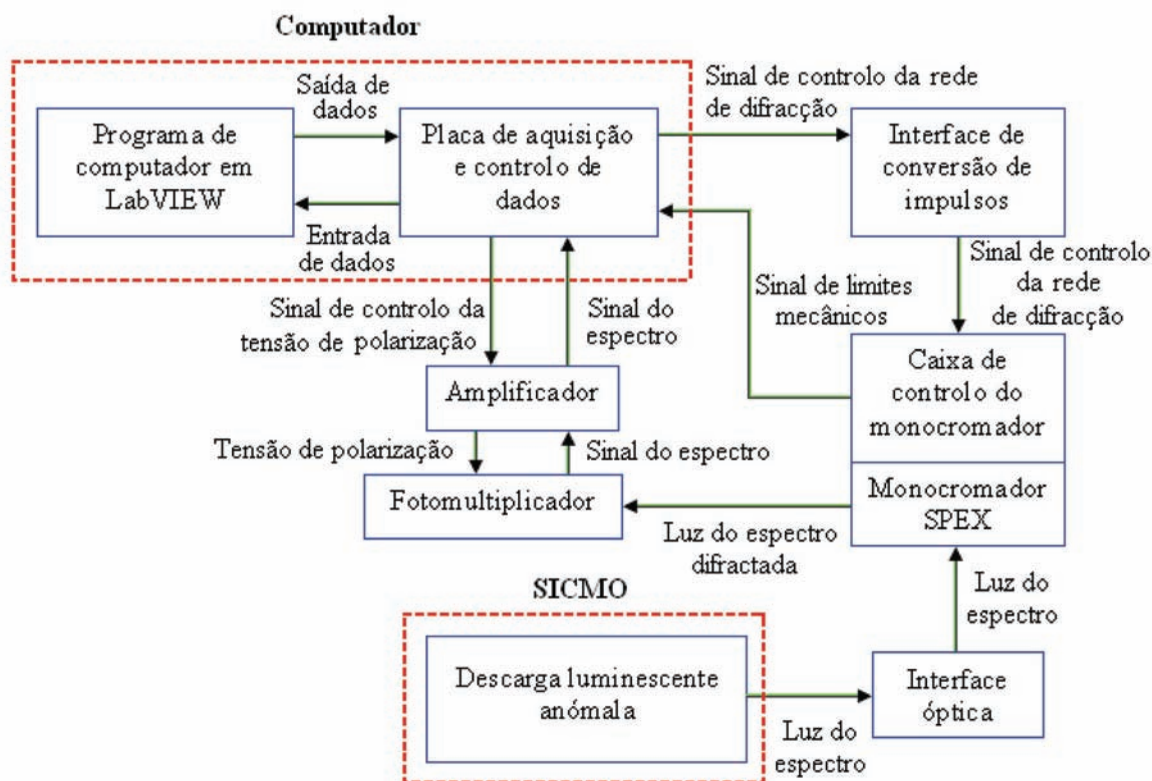 Computador
Saída de
dados
Programa de
computador em
LabVIEW
Placa de aquisição
e controlo de
dados
Entrada
de dados
Sinal de controlo da rede
de difracção
Interface de
conversão de
impulsos
Sinal de controlo
da rede
de difracção
Sinal de limites
mecânicos
Sinal de controlo da
tensão de polarização
Sinal do
espectro
Amplificador
Caixa de
controlo do
monocromador
Tensão de polarização
Sinal do espectro
Fotomultiplicador
Monocromador
SPEX
Luz do espectro
difractada
SICMO
Luz do
espectro
Descarga luminescente
anómala
Interface
óptica
Luz do
espectro